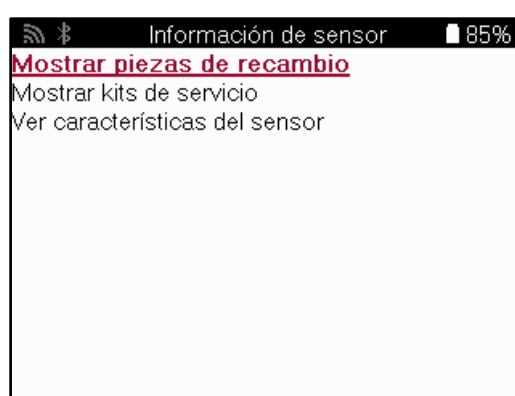 Información de sensor 85%
Mostrar piezas de recambio
Mostrar kits de servicio
Ver características del sensor